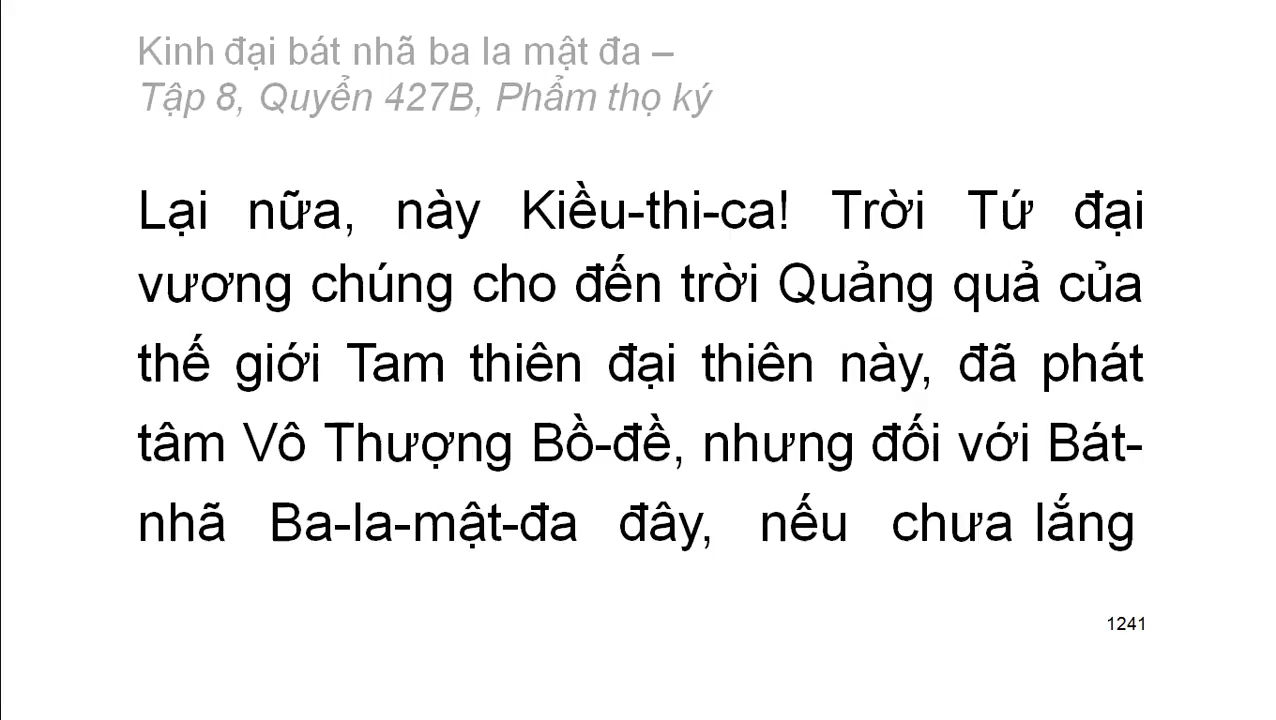 Kinh đại bát nhã ba la mật đa –
Tập 8, Quyển 427B, Phẩm thọ ký
Lại nữa, này Kiều-thi-ca! Trời Tứ đại
vương chúng cho đến trời Quảng quả của
thế giới Tam thiên đại thiên này, đã phát
tâm Vô Thượng Bồ-đề, nhưng đối với Bát-
nhã Ba-la-mật-đa đây, nếu chưa lắng
1241